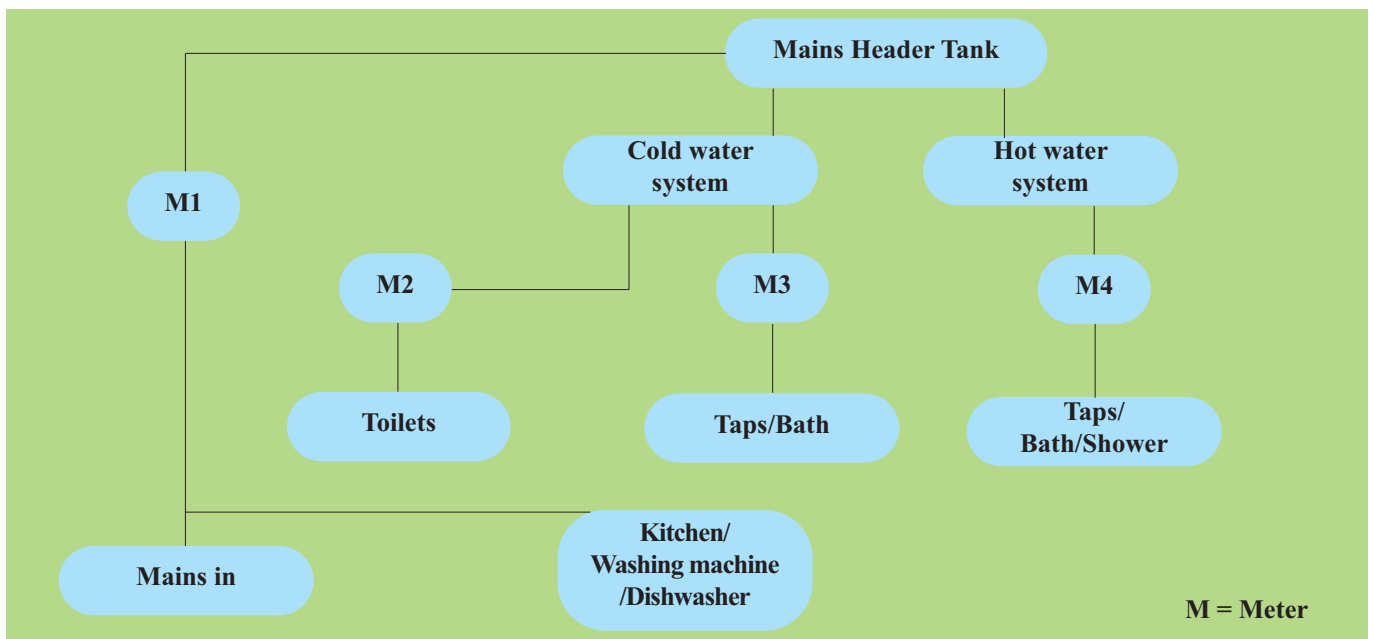 Mains Header Tank
Cold water
system
Hot water
system
M1
M2
M3
M4
Toilets
Taps/Bath
Taps/
Bath/Shower
Kitchen/
Washing machine
/Dishwasher
Mains in
M = Meter